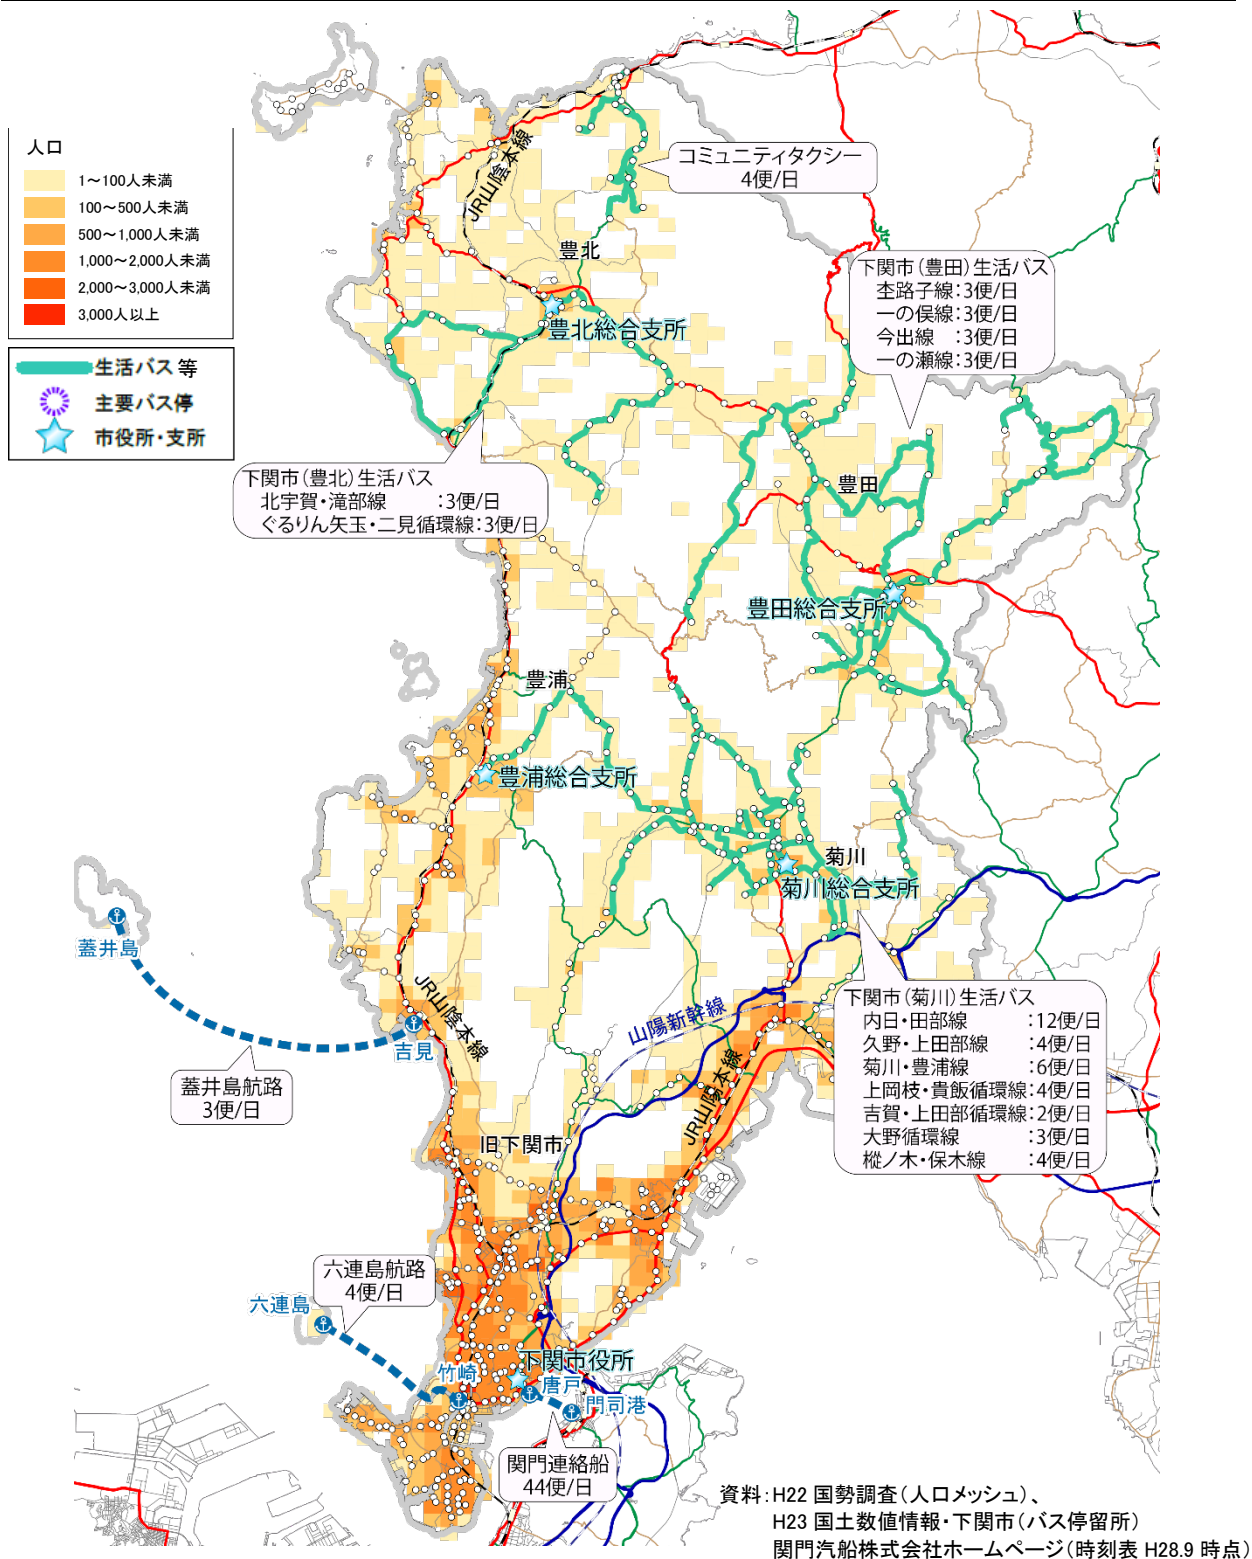 人口
1～100人未満
100～500人未満
500～1,000人未満
1,000～2,000人未満
2,000～3,000人未満
3,000人以上
生活バス 等
主要バス停
市役所・支所
JR山陰本線
コミュニティタクシー
4便/日
豊北
豊北総合支所
下関市（豊田）生活バス
杢路子線：3便/日
一の俣線：3便/日
今出線　：3便/日
一の瀬線：3便/日
下関市（豊北）生活バス
北宇賀・滝部線　　　：3便/日
ぐるりん矢玉・二見循環線：3便/日
豊田
豊田総合支所
豊浦
豊浦総合支所
菊川
菊川総合支所
蓋井島
吉見
蓋井島航路
3便/日
JR山陰本線
山陽新幹線
JR山陽本線
下関市（菊川）生活バス
内日・田部線　　　：12便/日
久野・上田部線　　：4便/日
菊川・豊浦線　　　：6便/日
上岡枝・貴飯循環線：4便/日
吉賀・上田部循環線：2便/日
大野循環線　　　　：3便/日
樅ノ木・保木線　　：4便/日
旧下関市
六連島航路
4便/日
六連島
竹崎
下関市役所
唐戸
門司港
関門連絡船
44便/日
資料：H22 国勢調査（人口メッシュ）、
H23 国土数値情報・下関市（バス停留所）
関門汽船株式会社ホームページ（時刻表 H28.9 時点）